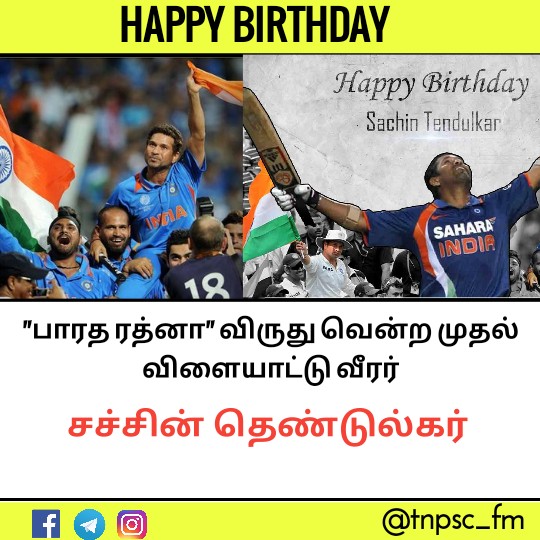 HAPPY BIRTHDAY
Happy Birthday
Sachin Tendulkar
INDIA
18
SAHARA
INDIA
"பாரத ரத்னா" விருது வென்ற முதல்
விளையாட்டு வீரர்
சச்சின் தெண்டுல்கர்
@tnpsc_fm